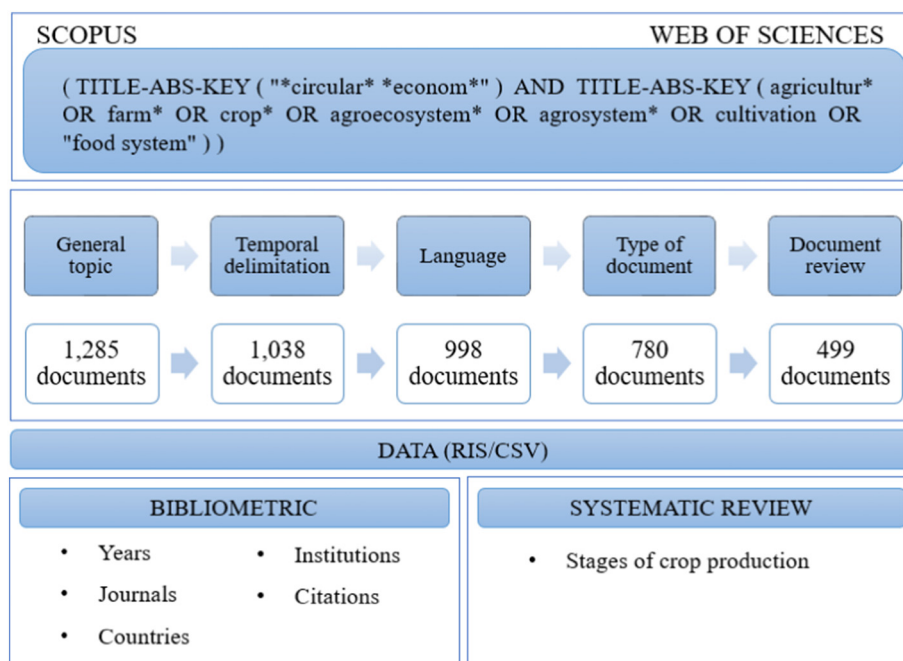 SCOPUS
WEB OF SCIENCES
( TITLE-ABS-KEY ( "*circular* *econom*" ) AND TITLE-ABS-KEY ( agricultur*
OR farm* OR crop* OR agroecosystem* OR agrosystem* OR cultivation OR
"food system" ) )
General
topic
Temporal
delimitation
Language
Type of
document
Document
review
1,285
documents
1,038
documents
998
documents
780
documents
499
documents
DATA (RIS/CSV)
BIBLIOMETRIC
• Years
• Journals
• Countries
• Institutions
• Citations
SYSTEMATIC REVIEW
• Stages of crop production